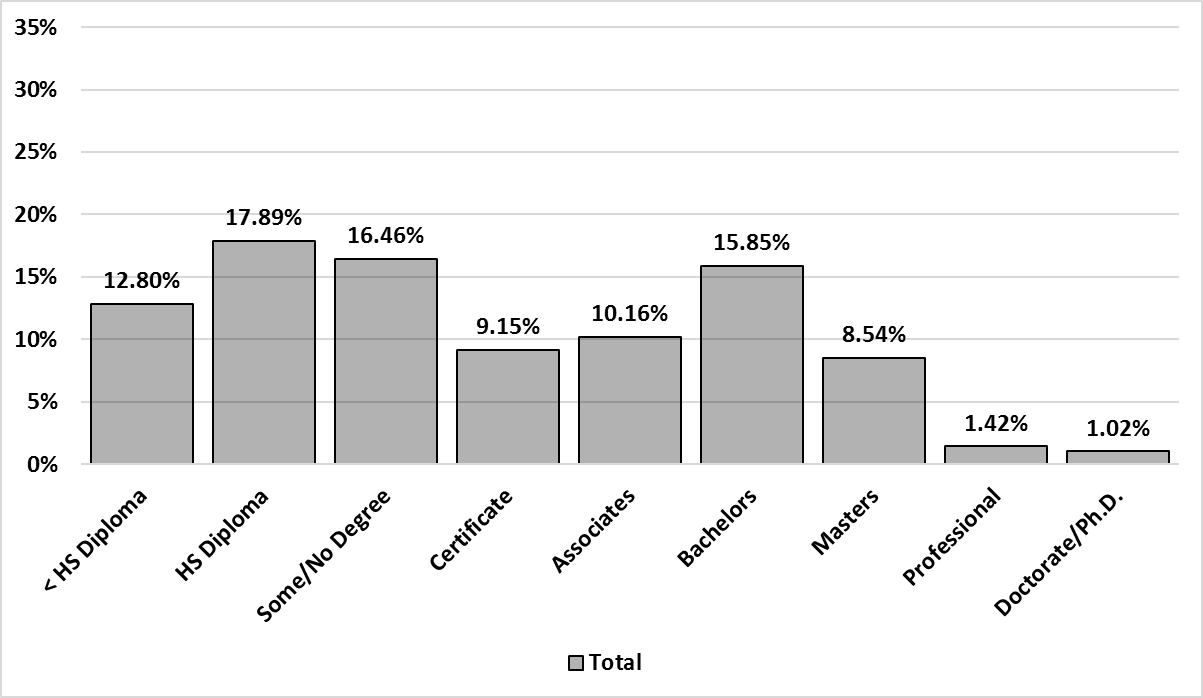 35%
30%
25%
20%
15%
10%
5%
0%
12.80%
17.89%
16.46%
9.15%
10.16%
15.85%
8.54%
1.42%
1.02%
< HS Diploma
HS Diploma
Some/No Degree
Certificate
Associates
Bachelors
Masters
Professional
Doctorate/Ph.D.
Total